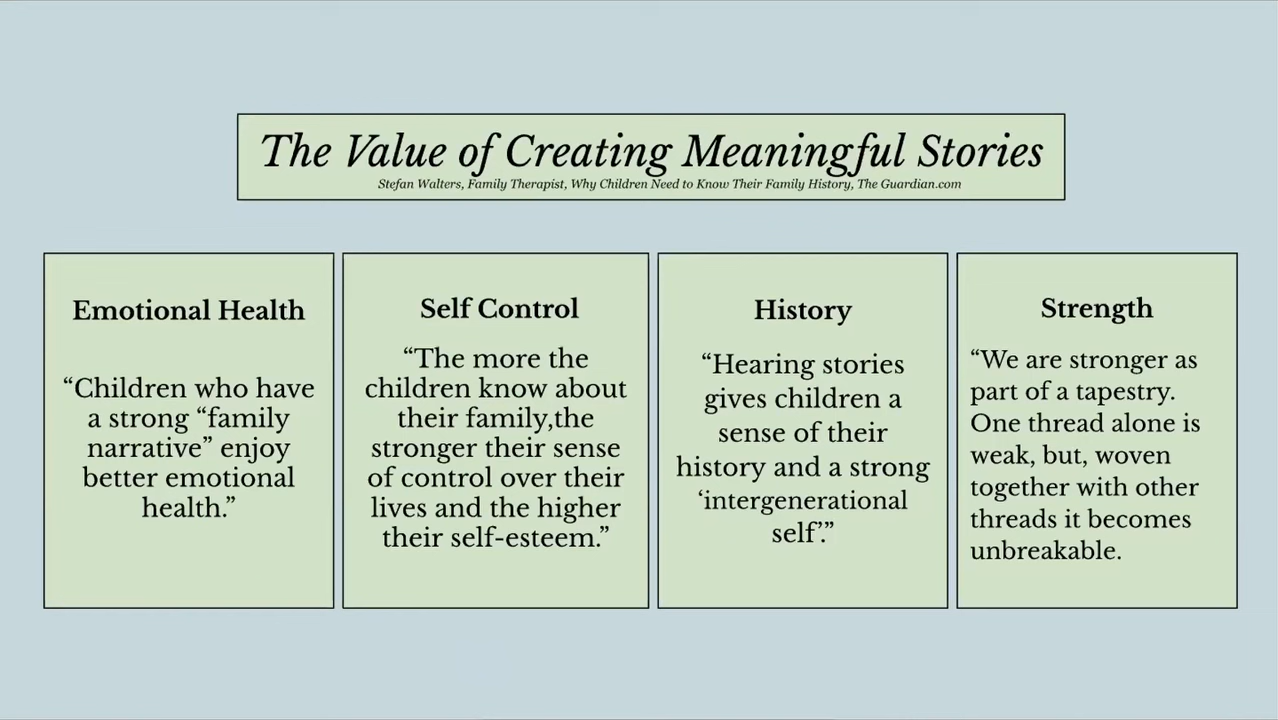 The Value of Creating Meaningful Stories
Stefan Walters, Family Therapist, Why Children Need to Know Their Family History, The Guardian.com
Emotional Health
“Children who have
a strong “family
narrative” enjoy
better emotional
health.”
Self Control
“The more the
children know about
their family,the
stronger their sense
of control over their
lives and the higher
their self-esteem.”
History
“Hearing stories
gives children a
sense of their
history and a strong
‘intergenerational
self’.”
Strength
“We are stronger as
part of a tapestry.
One thread alone is
weak, but, woven
together with other
threads it becomes
unbreakable.